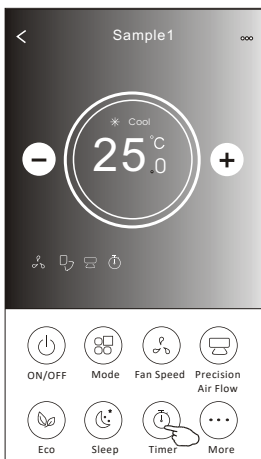 Sample1
Cool
25.0°C
ON/OFF
Mode
Fan Speed
Precision
Air Flow
Eco
Sleep
Timer
More